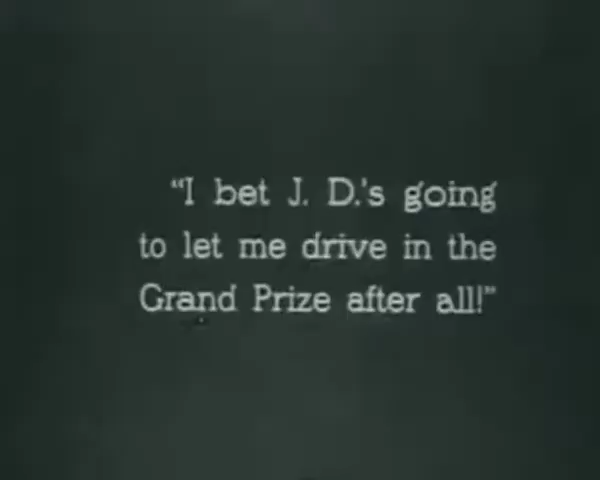 "I bet J. D.'s going
to let me drive in the
Grand Prize after all!"